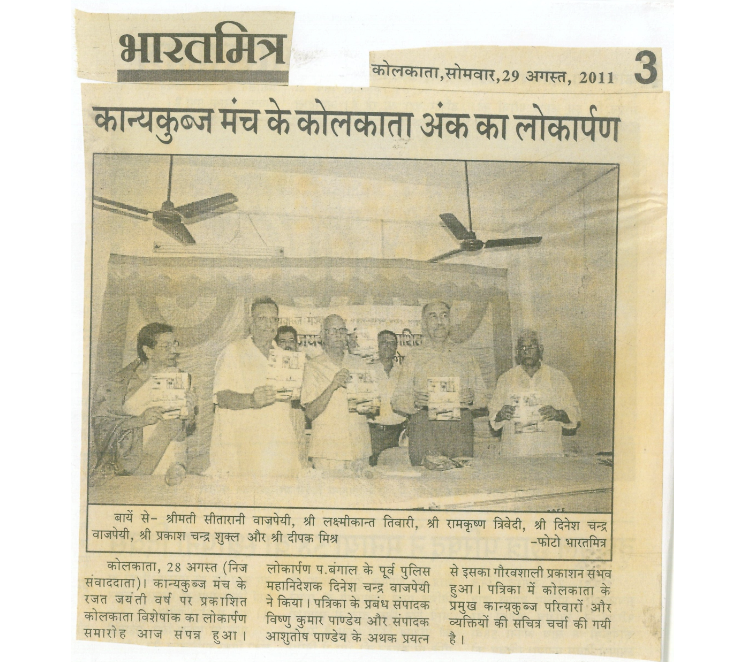 भारतमित्र
कोलकाता,सोमवार,29 अगस्त, 2011 3
कान्यकुब्ज मंच के कोलकाता अंक का लोकार्पण
बायें से- श्रीमती सीतारानी वाजपेयी, श्री लक्ष्मीकान्त तिवारी, श्री रामकृष्ण त्रिवेदी, श्री दिनेश चन्द्र
वाजपेयी, श्री प्रकाश चन्द्र शुक्ल और श्री दीपक मिश्र -फोटो भारतमित्र
कोलकाता, 28 अगस्त (निज
संवाददाता)। कान्यकुब्ज मंच के
रजत जयंती वर्ष पर प्रकाशित
कोलकाता विशेषांक का लोकार्पण
समारोह आज संपन्न हुआ।
लोकार्पण प.बंगाल के पूर्व पुलिस
महानिदेशक दिनेश चन्द्र वाजपेयी
ने किया। पत्रिका के प्रबंध संपादक
विष्णु कुमार पाण्डेय और संपादक
आशुतोष पाण्डेय के अथक प्रयत्न
से इसका गौरवशाली प्रकाशन संभव
हुआ। पत्रिका में कोलकाता के
प्रमुख कान्यकुब्ज परिवारों और
व्यक्तियों की सचित्र चर्चा की गयी
है।